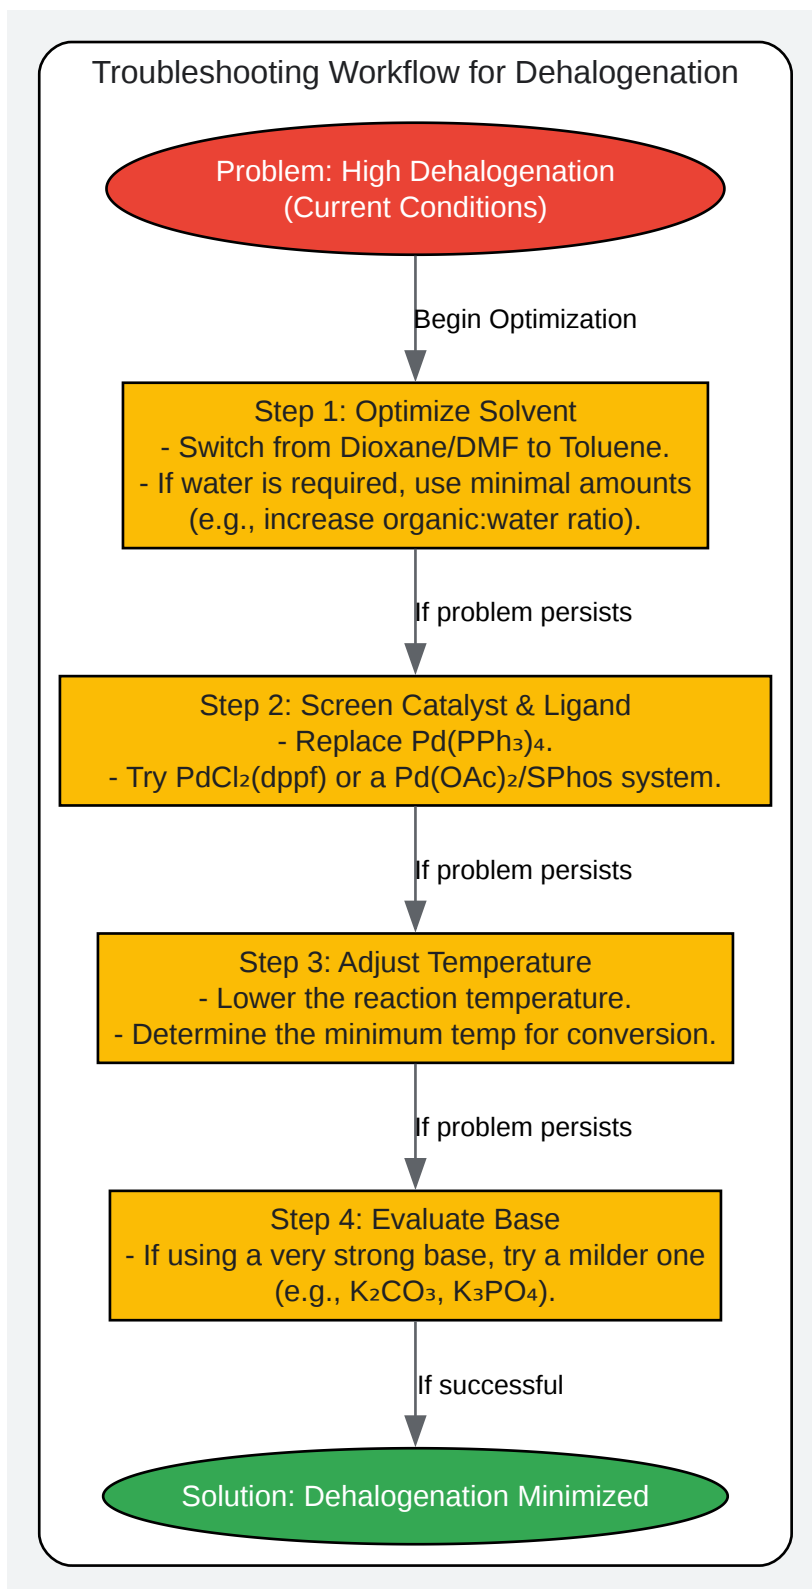 Troubleshooting Workflow for Dehalogenation
Problem: High Dehalogenation
(Current Conditions)
Begin Optimization
Step 1: Optimize Solvent
- Switch from Dioxane/DMF to Toluene.
- If water is required, use minimal amounts
(e.g., increase organic:water ratio).
If problem persists
Step 2: Screen Catalyst & Ligand
- Replace Pd(PPh₃)₄.
- Try PdCl₂(dppf) or a Pd(OAc)₂/SPhos system.
If problem persists
Step 3: Adjust Temperature
- Lower the reaction temperature.
- Determine the minimum temp for conversion.
If problem persists
Step 4: Evaluate Base
- If using a very strong base, try a milder one
(e.g., K₂CO₃, K₃PO₄).
If successful
Solution: Dehalogenation Minimized